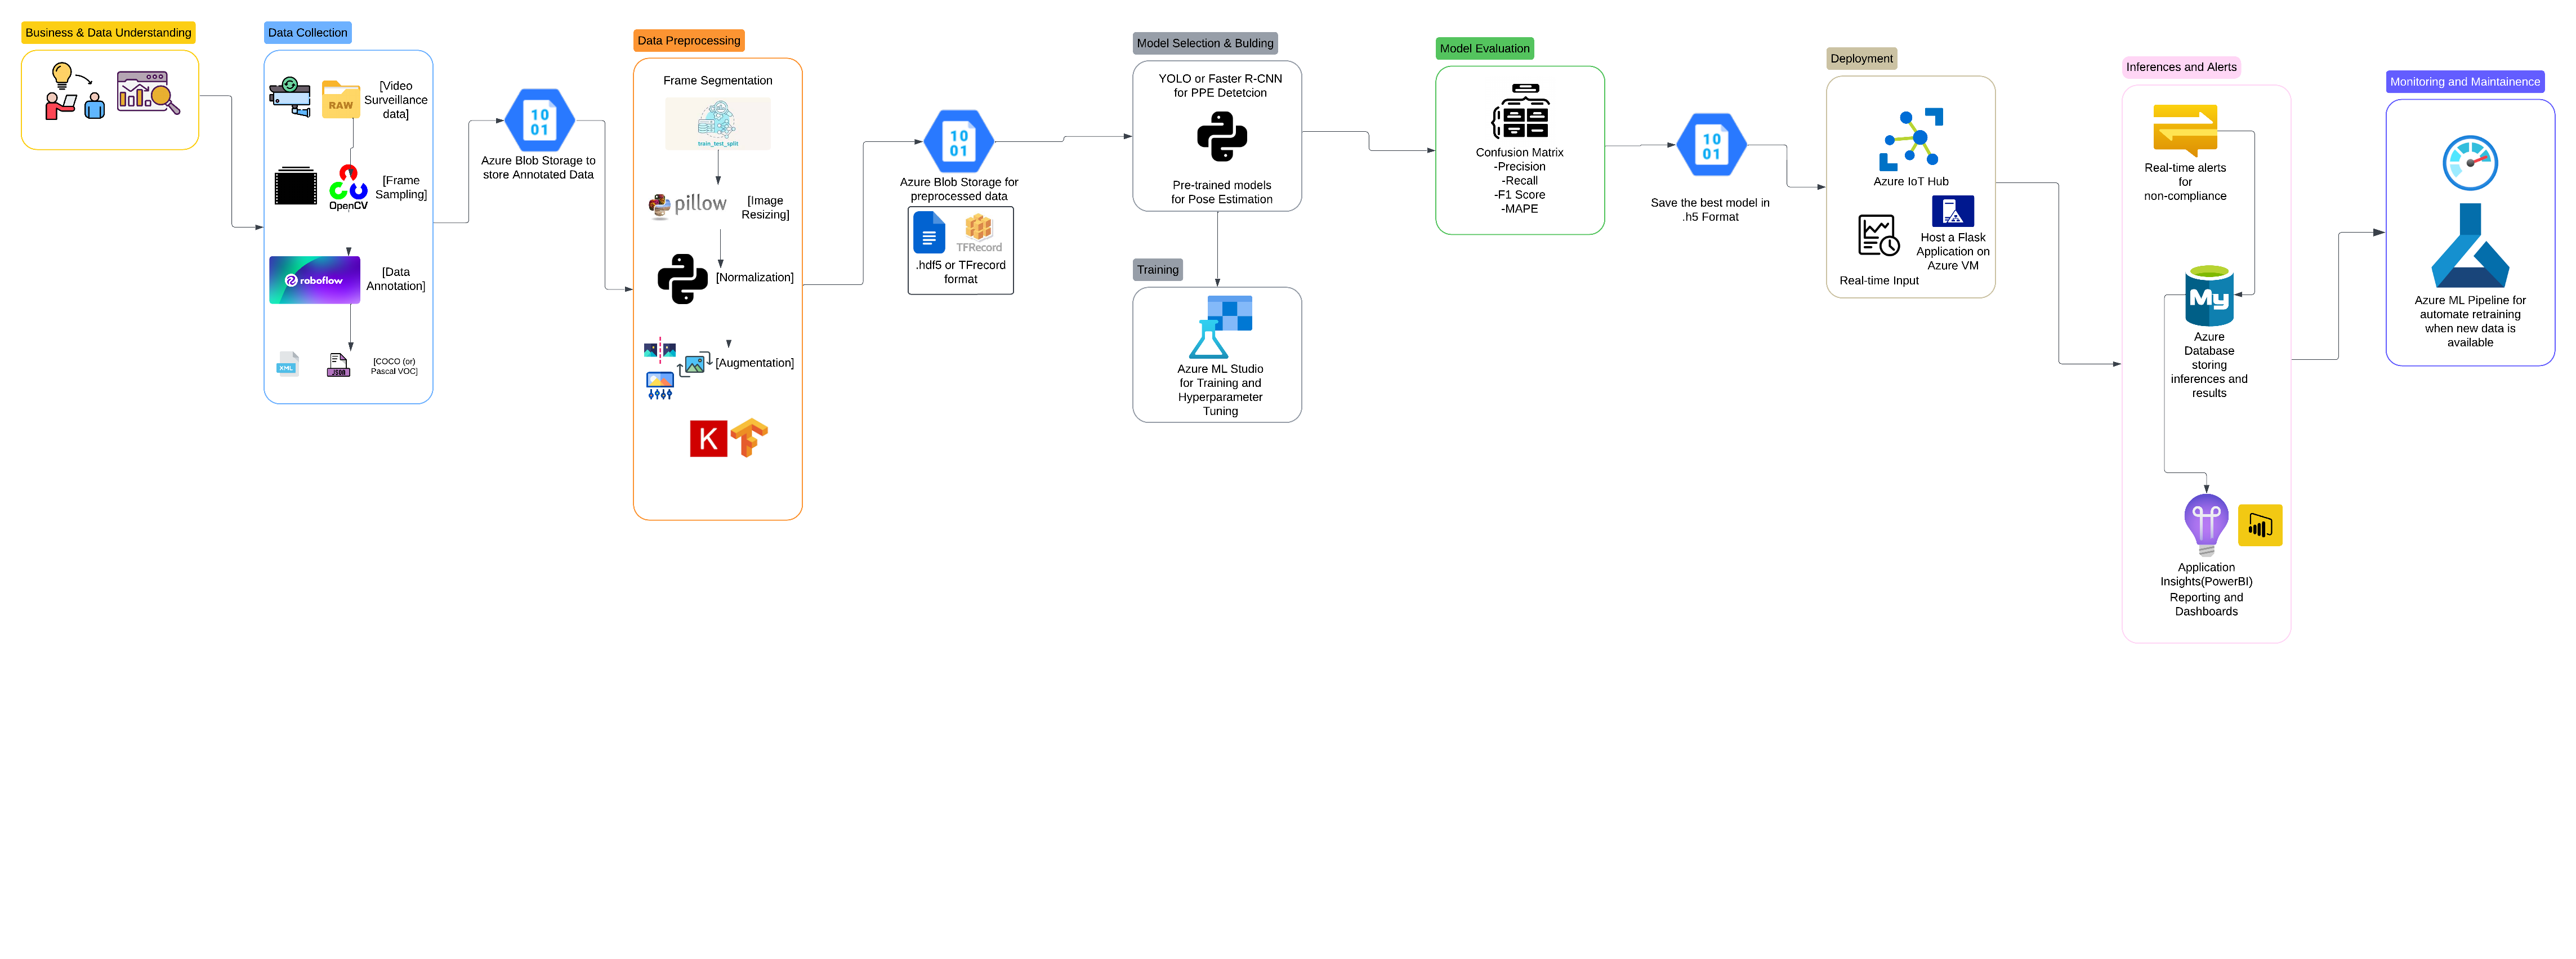 Business & Data Understanding
Data Collection
RAW
[Video
Surveillance
data]
OpenCV
[Frame
Sampling]
roboflow
[Data
Annotation]
XML
JSON
[COCO (or)
Pascal VOC]
10
01
Azure Blob Storage to
store Annotated Data
Data Preprocessing
Frame Segmentation
train_test_split
pillow
[Image
Resizing]
[Normalization]
[Augmentation]
K
10
01
Azure Blob Storage for
preprocessed data
TFRecord
.hdf5 or TFrecord
format
Model Selection & Bulding
YOLO or Faster R-CNN
for PPE Detetcion
Pre-trained models
for Pose Estimation
Training
Azure ML Studio
for Training and
Hyperparameter
Tuning
Model Evaluation
Confusion Matrix
-Precision
-Recall
-F1 Score
-MAPE
10
01
Save the best model in
.h5 Format
Deployment
Azure IoT Hub
Host a Flask
Application on
Azure VM
Real-time Input
Inferences and Alerts
Real-time alerts
for
non-compliance
My
Azure
Database
storing
inferences and
results
Application
Insights(PowerBI)
Reporting and
Dashboards
Monitoring and Maintainence
Azure ML Pipeline for
automate retraining
when new data is
available